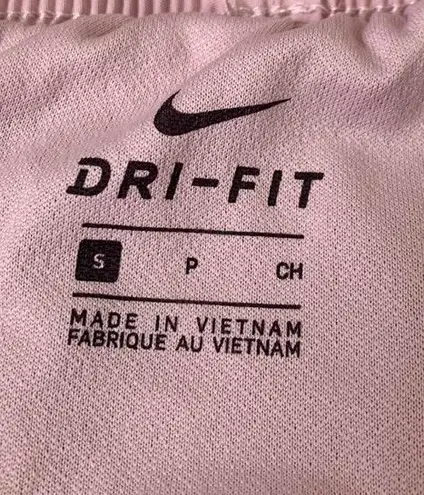 DRI-FIT
S P CH
MADE IN VIETNAM
FABRIQUE AU VIETNAM